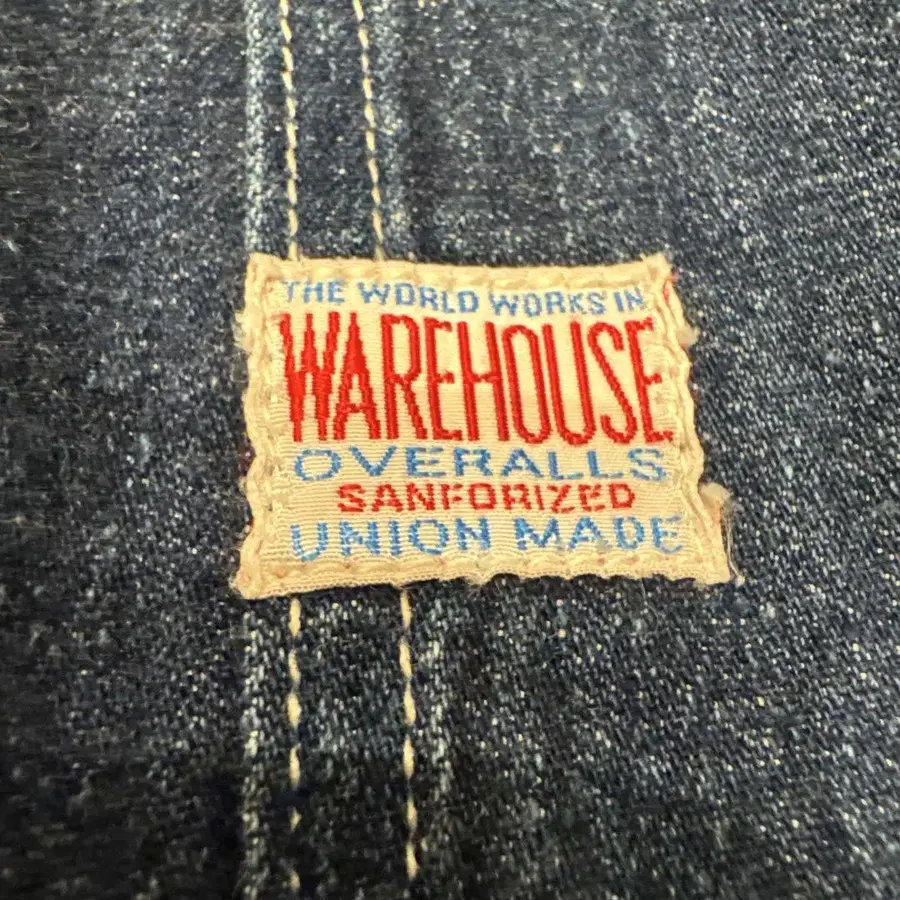 THE WORLD WORKS IN
WAREHOUSE
OVERALLS
SANFORIZED
UNION MADE